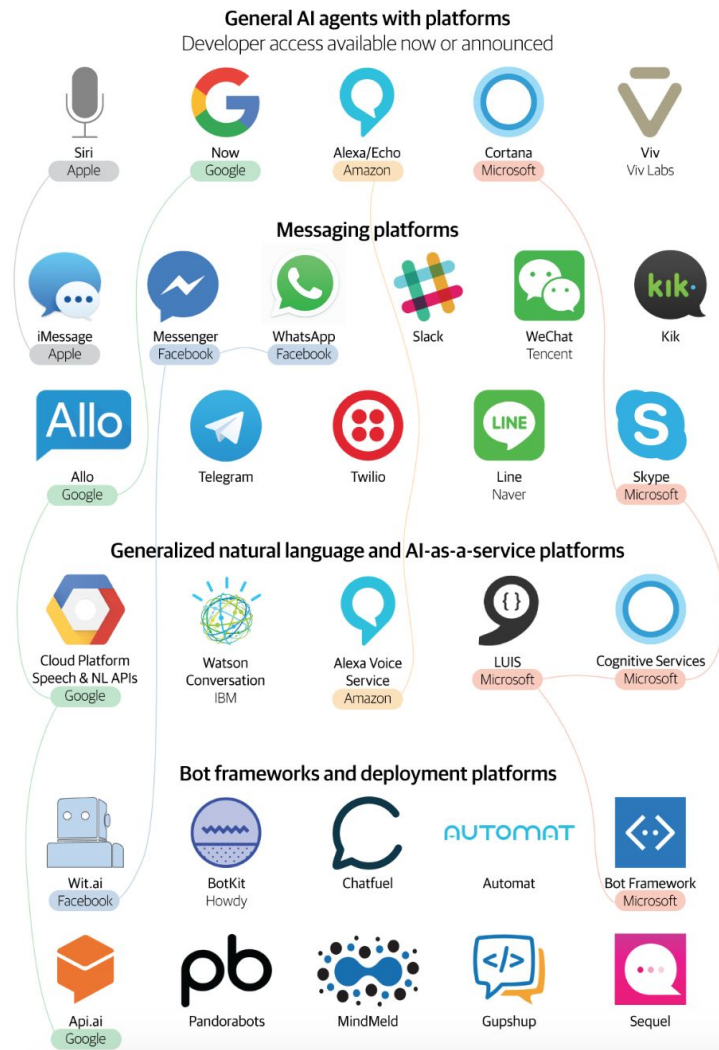 General AI agents with platforms
Developer access available now or announced
Siri
Apple
Now
Google
Alexa/Echo
Amazon
Cortana
Microsoft
Viv
Viv Labs
Messaging platforms
iMessage
Apple
Messenger
Facebook
WhatsApp
Facebook
Slack
WeChat
Tencent
kik.
Kik
Allo
Allo
Google
Telegram
Twilio
LINE
Line
Naver
S
Skype
Microsoft
Generalized natural language and AI-as-a-service platforms
Cloud Platform
Speech & NL APIs
Google
Watson
Conversation
IBM
Alexa Voice
Service
Amazon
{ }
LUIS
Microsoft
Cognitive Services
Microsoft
Bot frameworks and deployment platforms
Wit.ai
Facebook
BotKit
Howdy
Chatfuel
AUTOMAT
Automat
Bot Framework
Microsoft
Api.ai
Google
pb
Pandorabots
MindMeld
</>
Gupshup
Sequel